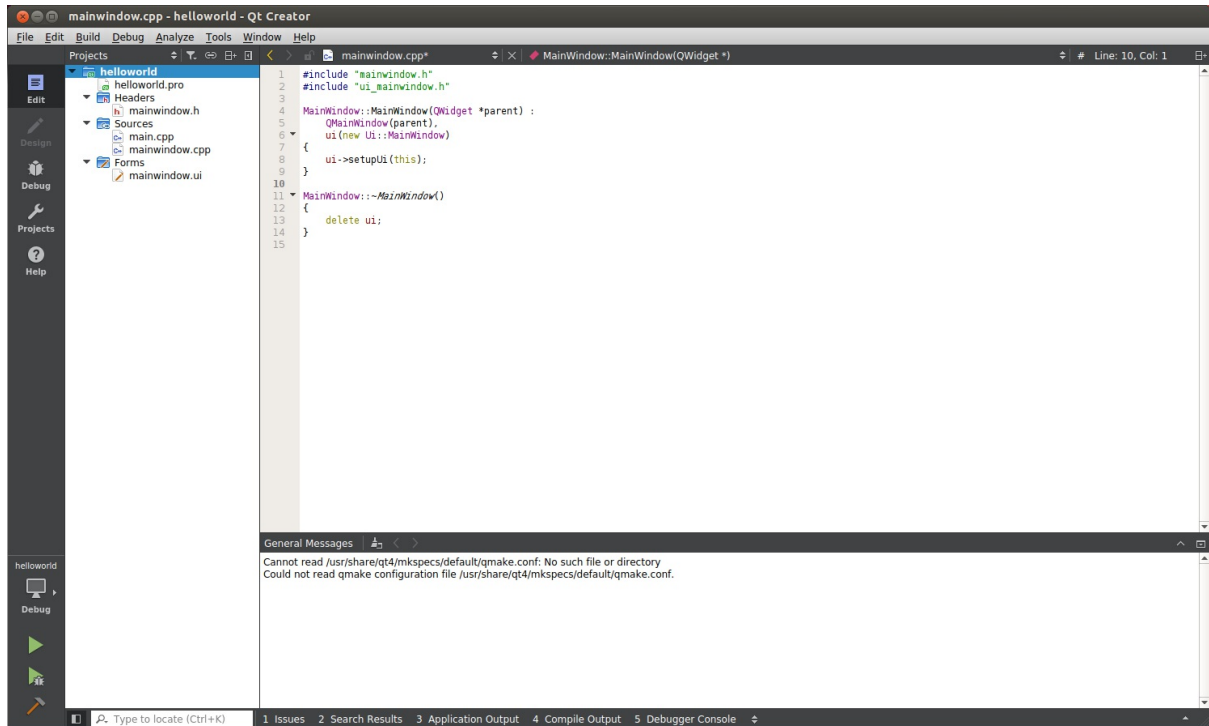 mainwindow.cpp - helloworld - Qt Creator
File Edit Build Debug Analyze Tools Window Help
Projects
mainwindow.cpp*
MainWindow::MainWindow(QWidget *parent)
# Line: 10, Col: 1
Edit
Design
Debug
Projects
Help
helloworld
helloworld.pro
Headers
mainwindow.h
Sources
main.cpp
mainwindow.cpp
Forms
mainwindow.ui
1 #include "mainwindow.h"
2 #include "ui_mainwindow.h"
3
4 MainWindow::MainWindow(QWidget *parent) :
5     QMainWindow(parent),
6     ui(new Ui::MainWindow)
7 {
8     ui->setupUi(this);
9 }
10
11 MainWindow::~MainWindow()
12 {
13     delete ui;
14 }
15
General Messages
Cannot read /usr/share/qt4/mkspecs/default/qmake.conf: No such file or directory
Could not read qmake configuration file /usr/share/qt4/mkspecs/default/qmake.conf.
helloworld
Debug
Type to locate (Ctrl+K)
1 Issues 2 Search Results 3 Application Output 4 Compile Output 5 Debugger Console